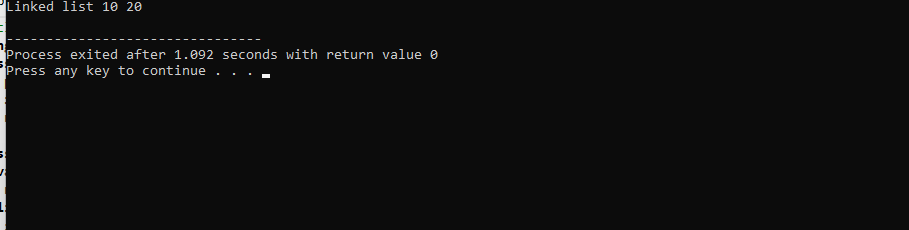 Linked list 10 20
--------------------------------
Process exited after 1.092 seconds with return value 0
Press any key to continue . . .